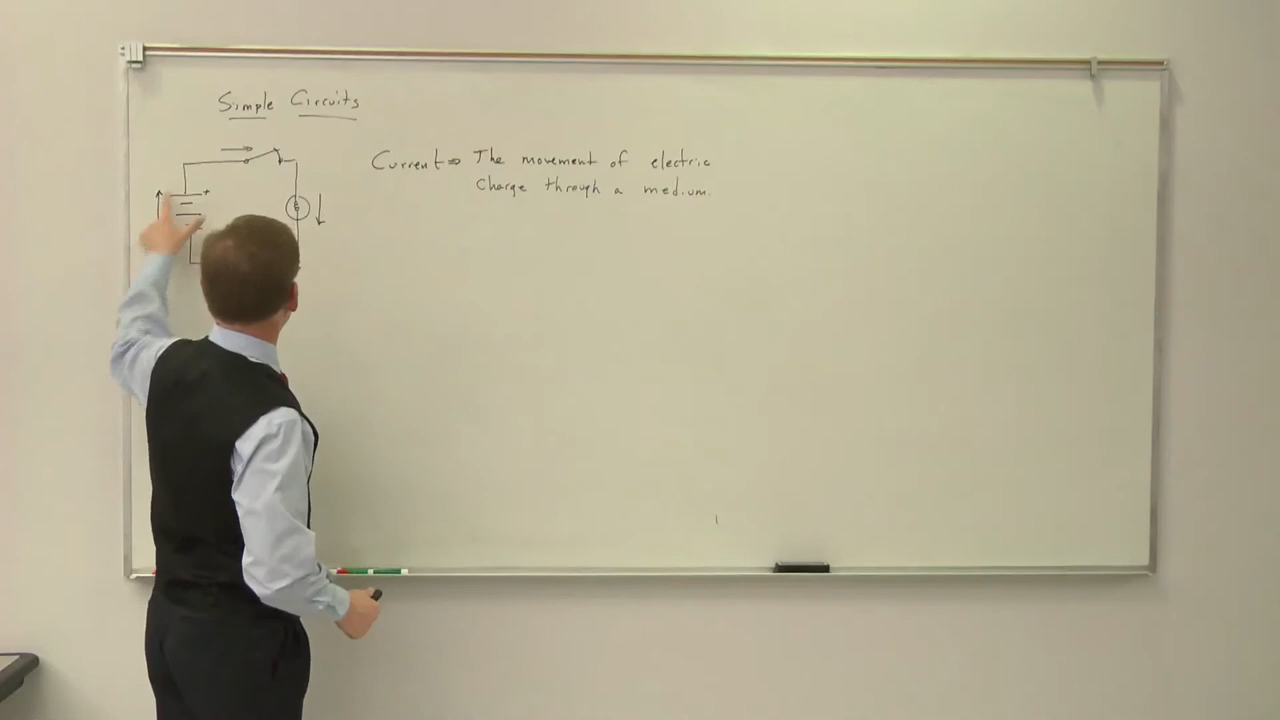 Simple Circuits
Current ⇒ The movement of electric
Charge through a medium.
+